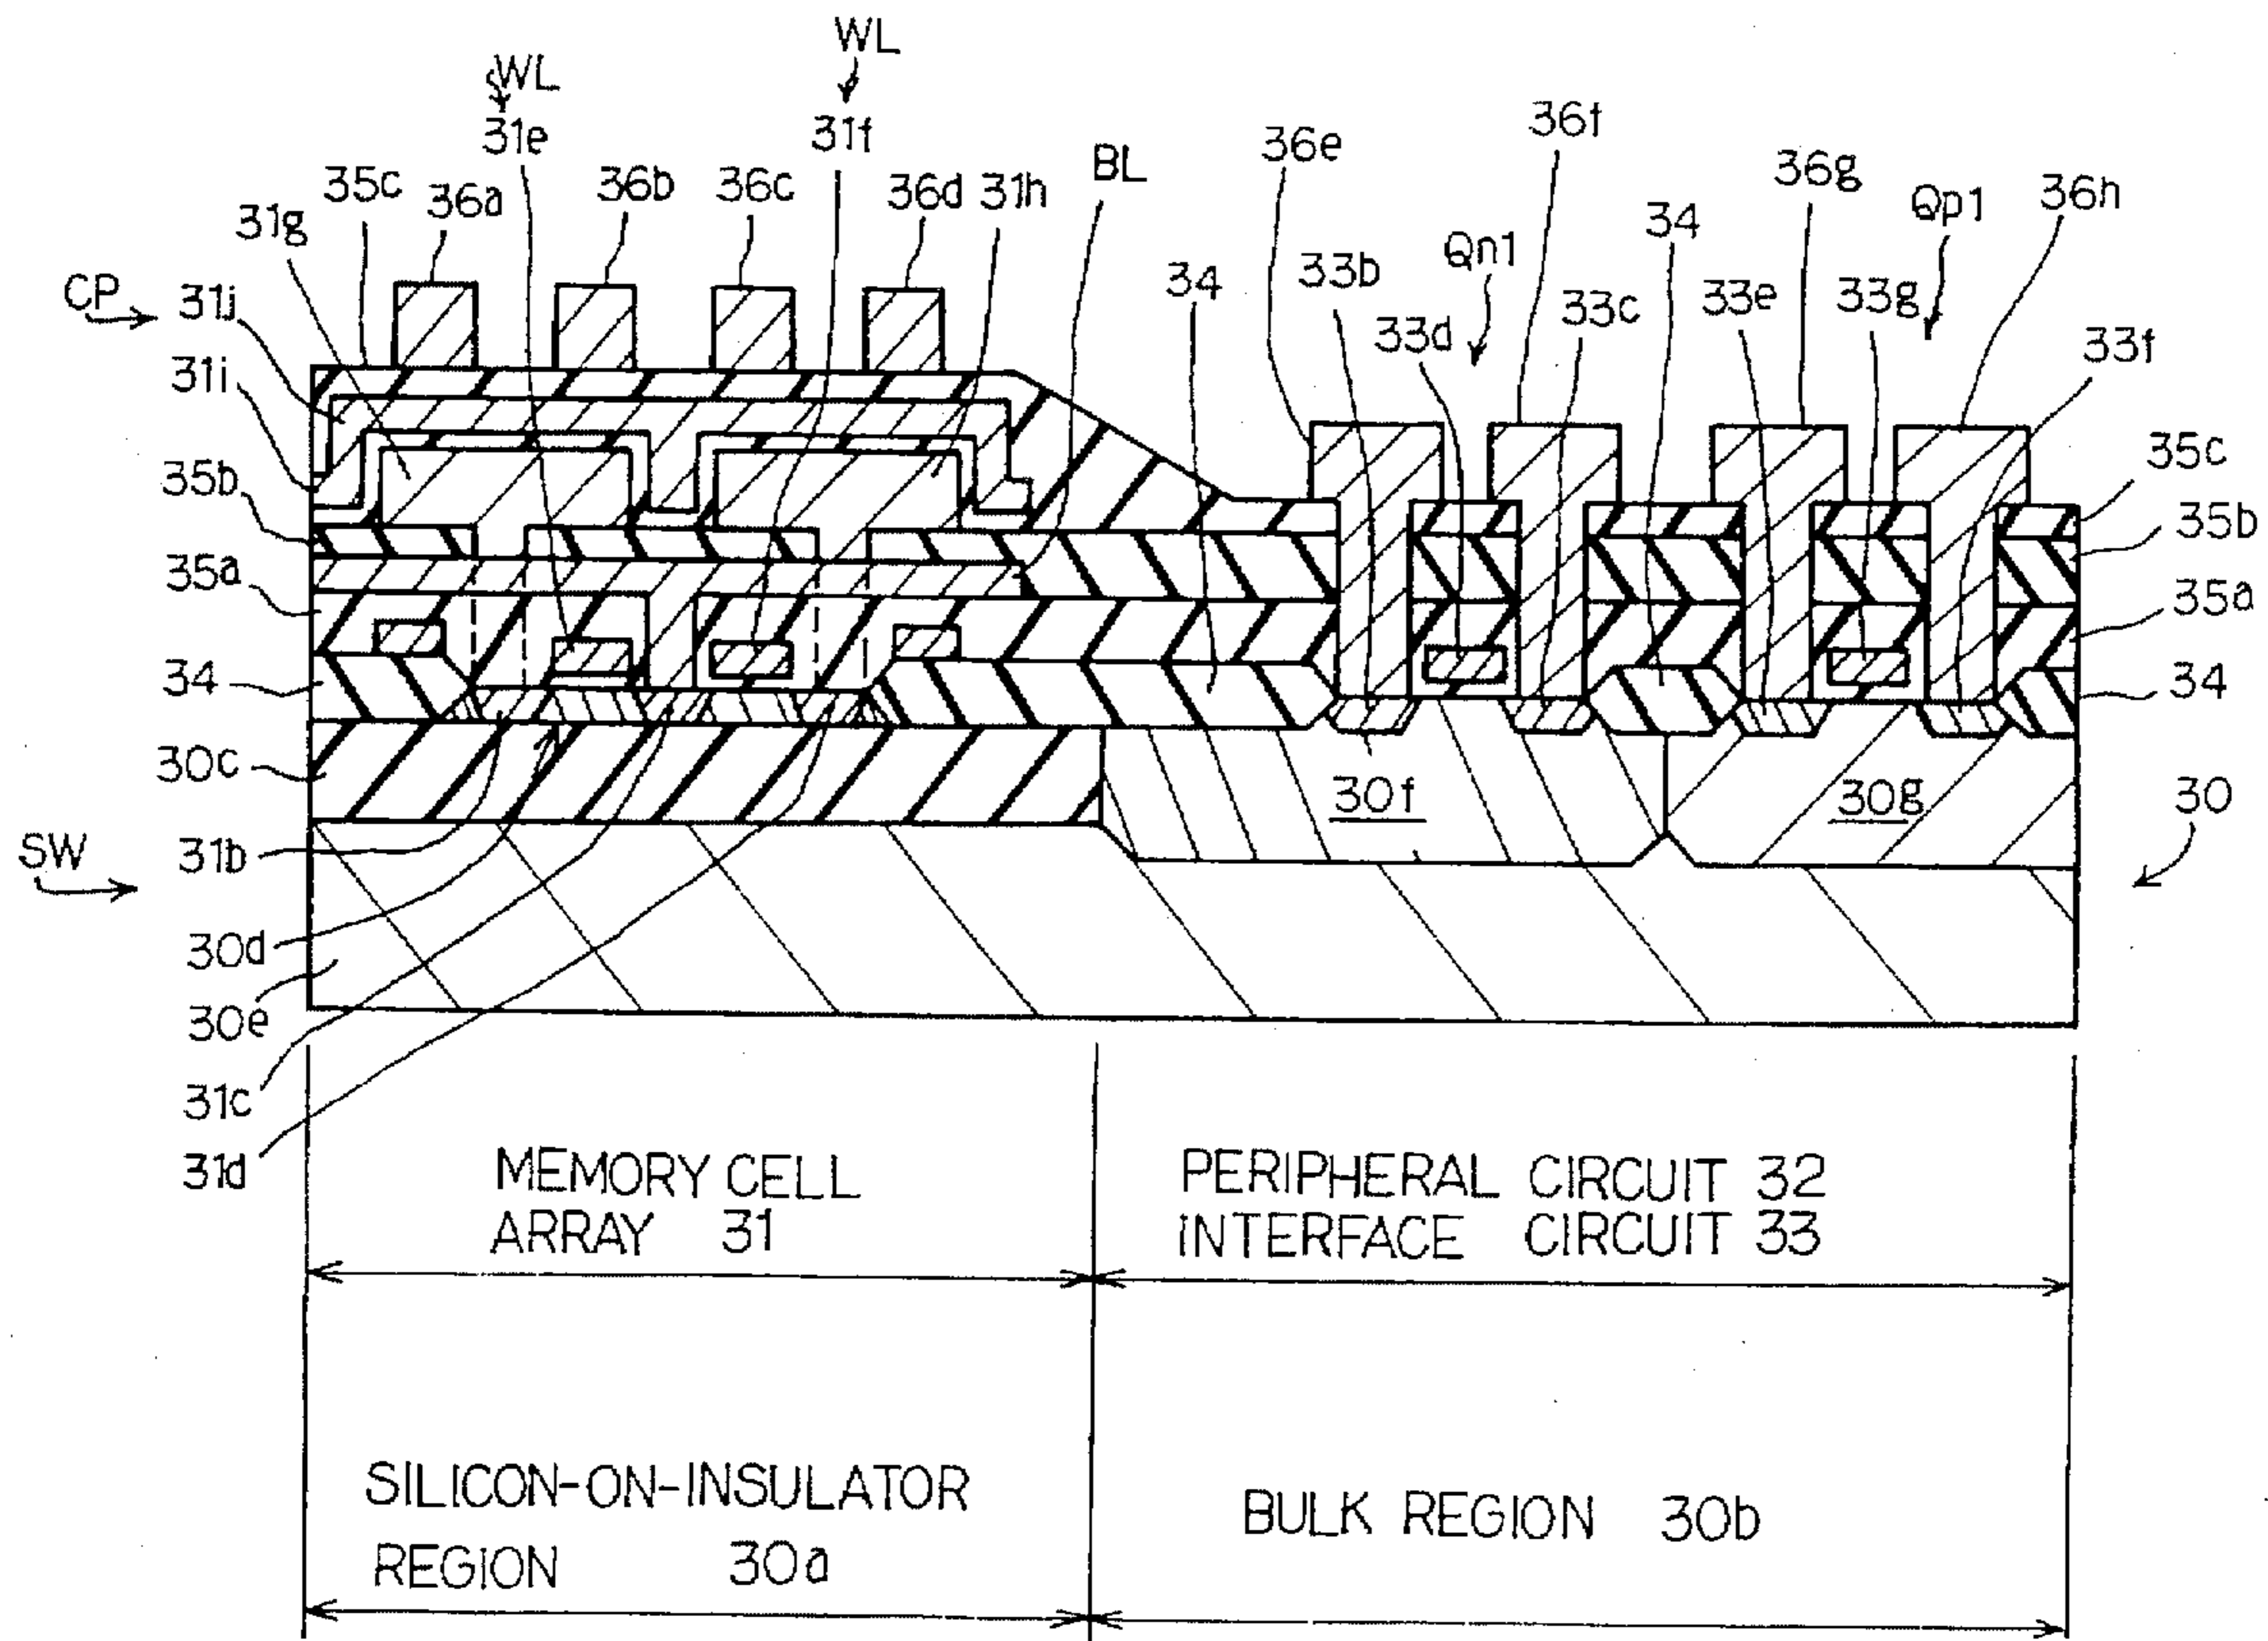 WL
WL
31e
31f
36f
36e
BL
35c
36a
36b
36c
36d
31h
36g
Qp1
36h
31g
34
Qn1
34
CP
31j
33b
33d
33c
33e
33g
33f
31i
35b
35c
35b
35a
35a
34
34
30c
30f
30g
30
SW
31b
30d
30e
31c
31d
MEMORY CELL
ARRAY 31
PERIPHERAL CIRCUIT 32
INTERFACE CIRCUIT 33
SILICON-ON-INSULATOR
REGION 30a
BULK REGION 30b